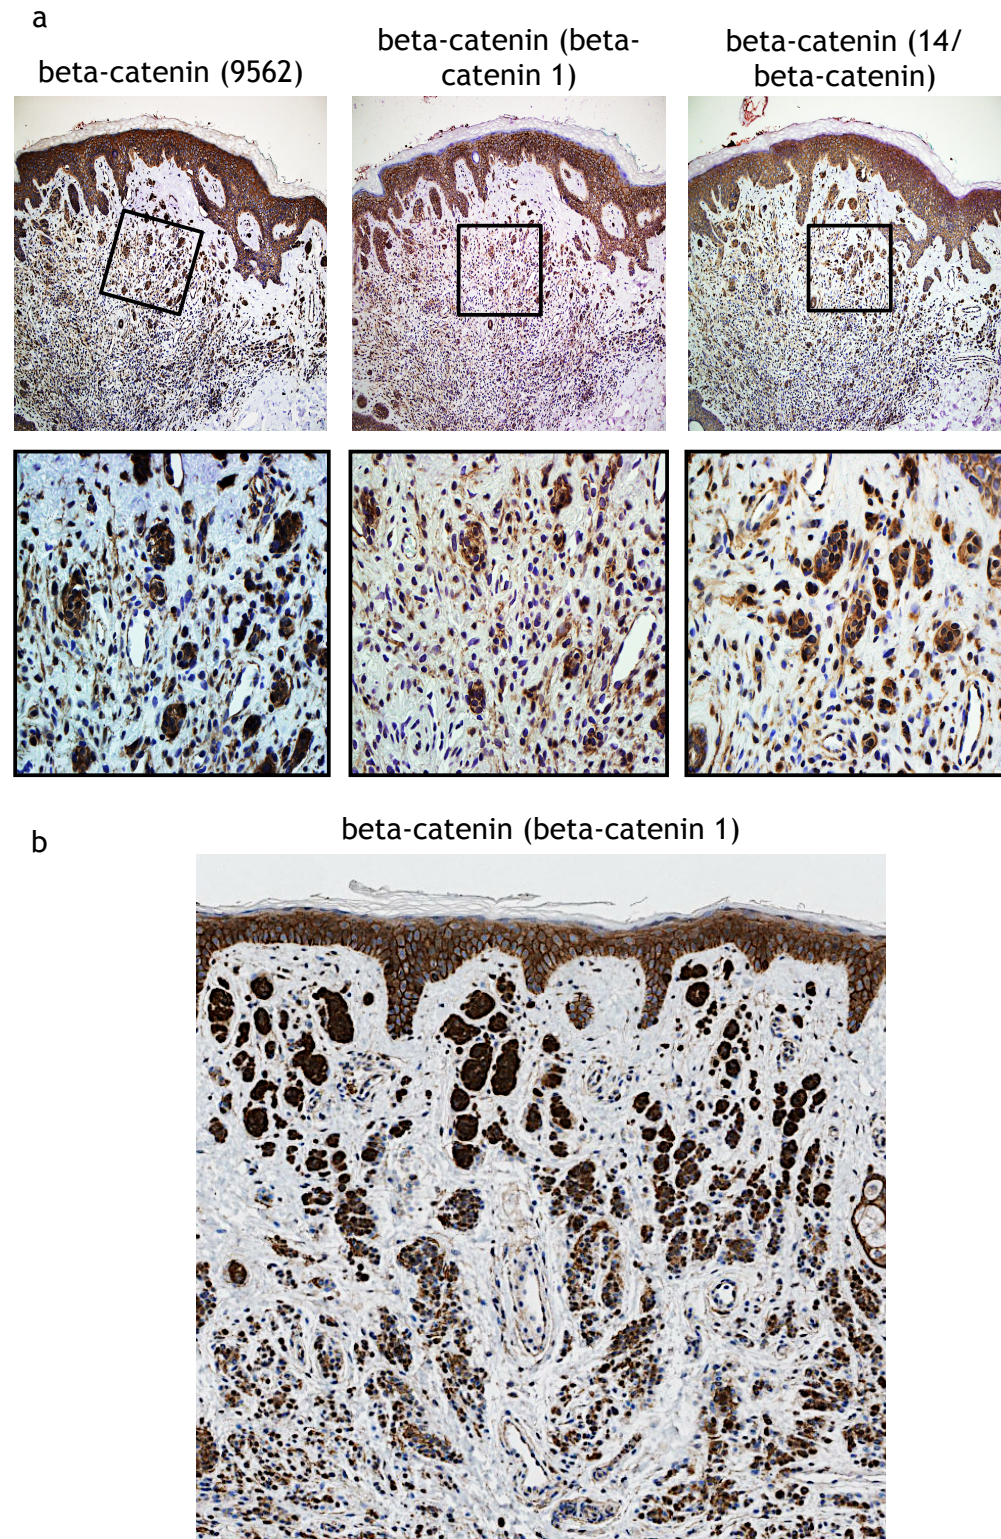 a
beta-catenin (9562)
beta-catenin (beta-
catenin 1)
beta-catenin (14/
beta-catenin)
b
beta-catenin (beta-catenin 1)